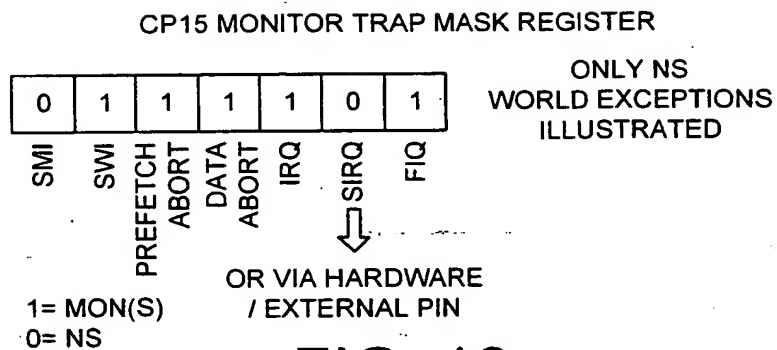 CP15 MONITOR TRAP MASK REGISTER
ONLY NS
WORLD EXCEPTIONS
ILLUSTRATED
0 1 1 1 1 0 1
SMI
SWI
PREFETCH
ABORT
DATA
ABORT
IRQ
SIRQ
FIQ
OR VIA HARDWARE
/ EXTERNAL PIN
1= MON(S)
0= NS